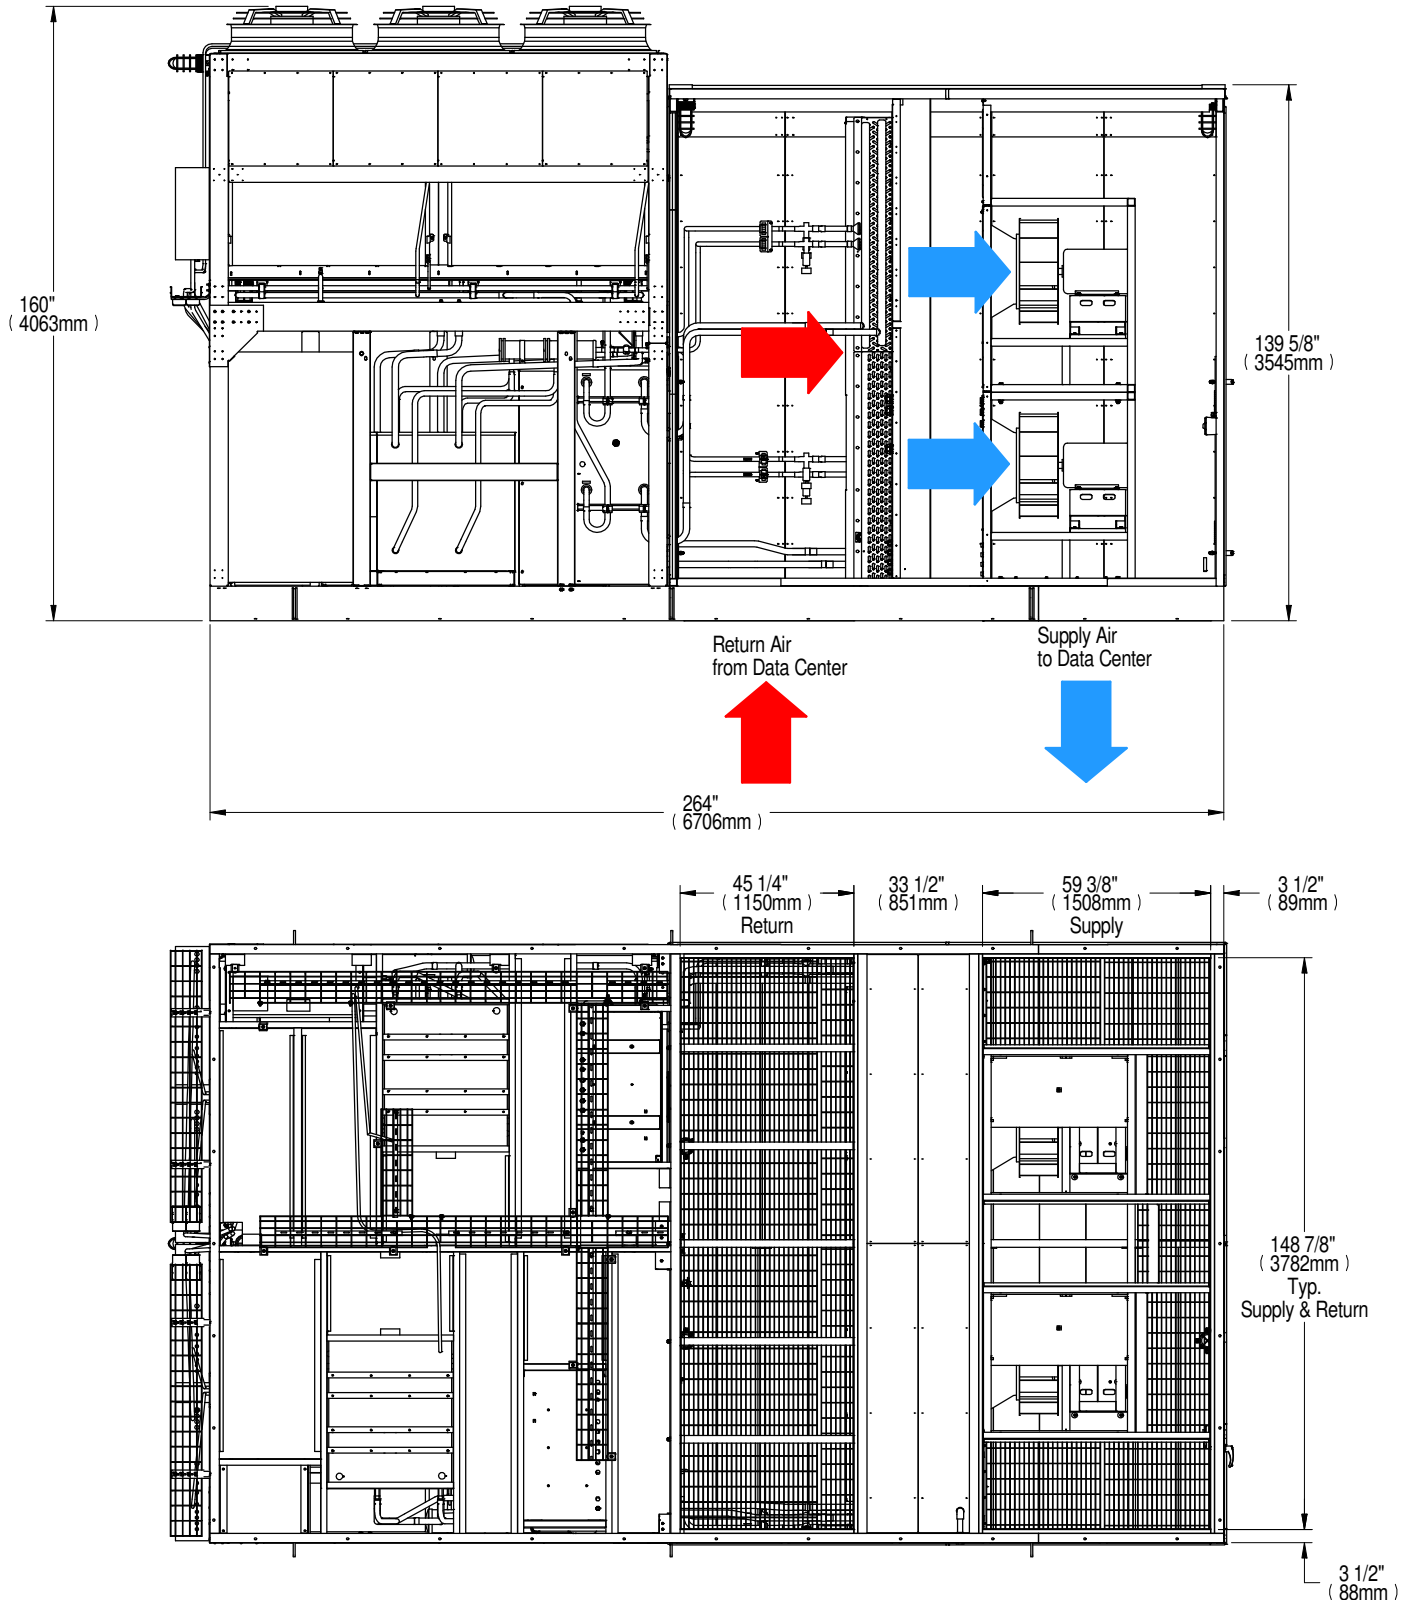 160"
( 4063mm )
139 5/8"
( 3545mm )
Return Air
from Data Center
Supply Air
to Data Center
264"
( 6706mm )
45 1/4"
( 1150mm )
Return
33 1/2"
( 851mm )
59 3/8"
( 1508mm )
Supply
3 1/2"
( 89mm )
148 7/8"
( 3782mm )
Typ.
Supply & Return
3 1/2"
( 88mm )